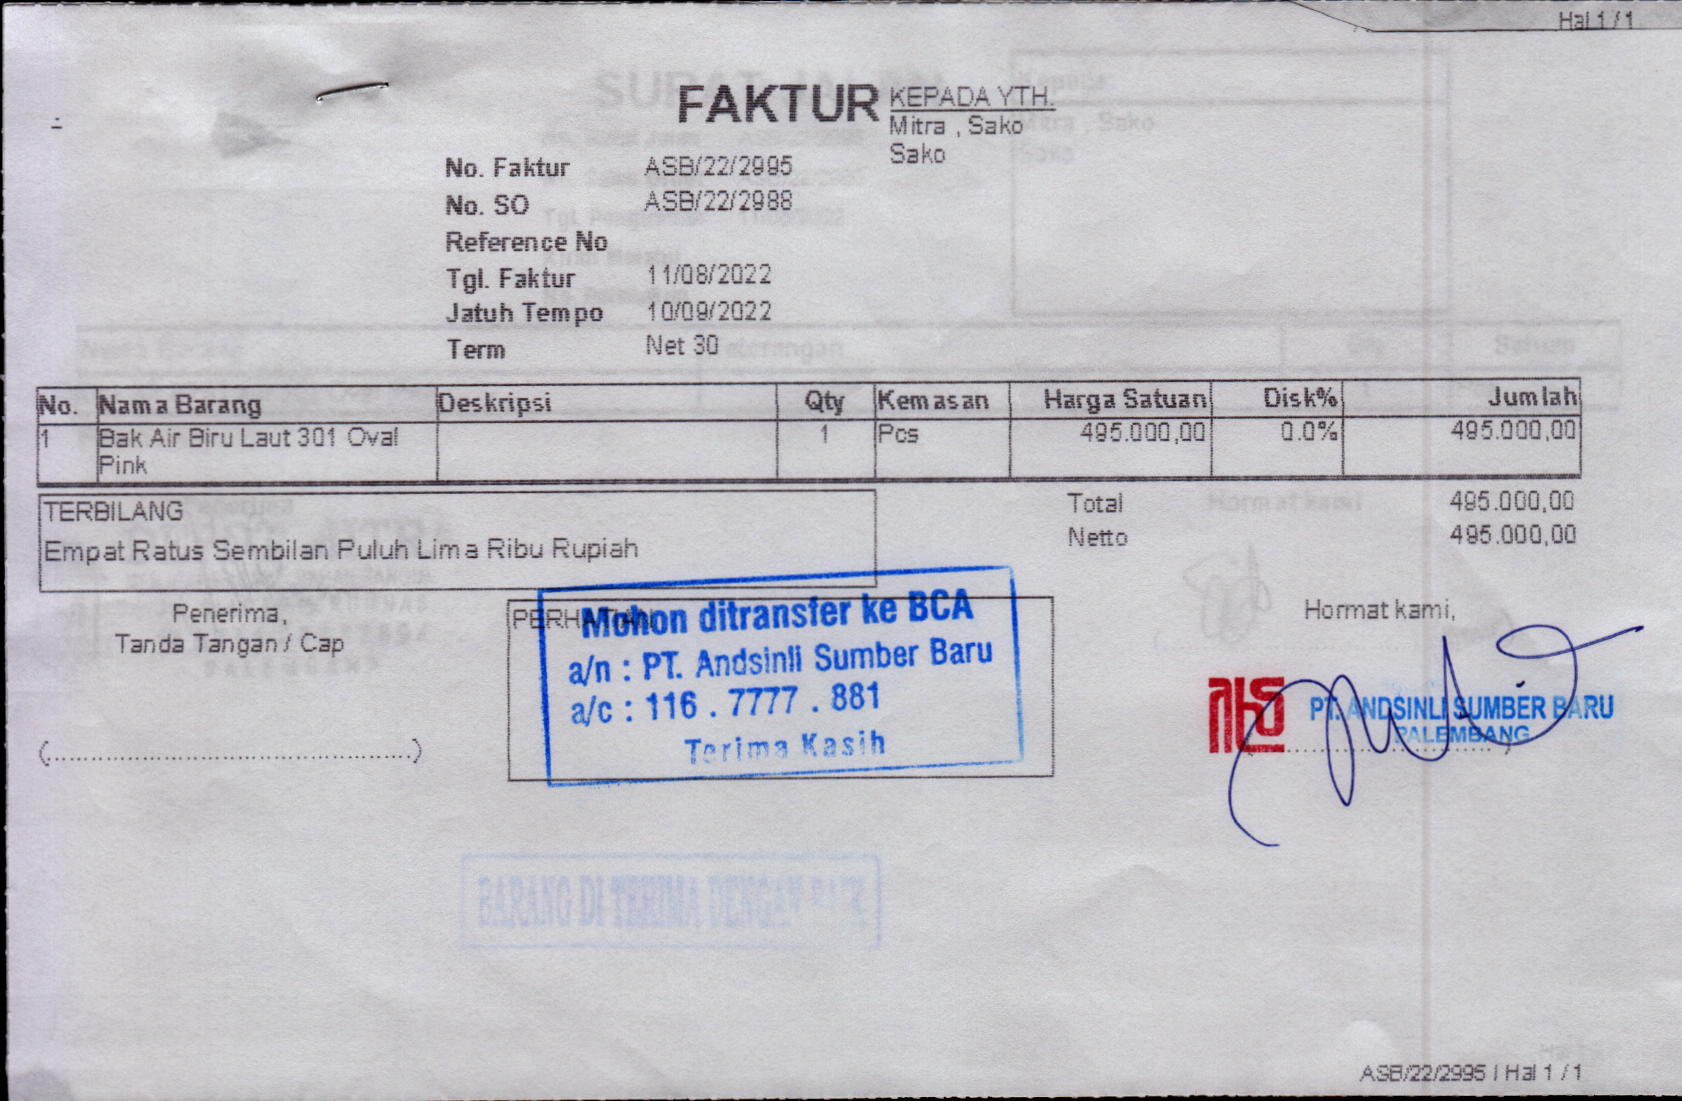 Hal 1 / 1
FAKTUR
KEPADA YTH.
Mitra , Sako
Sako
No. Faktur ASB/22/2995
No. SO ASB/22/2988
Reference No
Tgl. Faktur 11/08/2022
Jatuh Tempo 10/09/2022
Term Net 30
No. Nama Barang Deskripsi Qty Kemasan Harga Satuan Disk% Jumlah
1 Bak Air Biru Laut 301 Oval 1 Pcs 495.000,00 0.0% 495.000,00
Pink
TERBILANG
Empat Ratus Sembilan Puluh Lima Ribu Rupiah
Total 495.000,00
Netto 495.000,00
Penerima,
Tanda Tangan / Cap
(......................................................)
PERHATIAN
Mohon ditransfer ke BCA
a/n : PT. Andsinli Sumber Baru
a/c : 116 . 7777 . 881
Terima Kasih
Hormat kami,
PT. ANDSINLI SUMBER BARU
PALEMBANG
BARANG DI TERIMA DENGAN BAIK
ASB/22/2995 / Hal 1 / 1